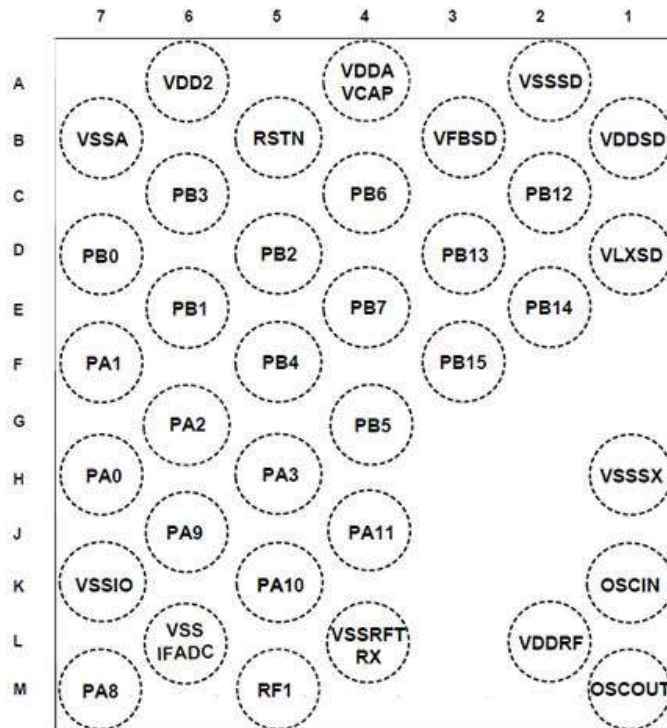 7 6 5 4 3 2 1
A VDD2 VDDA VSSSD
VCAP
B VSSA RSTN VFBSD VDDSD
C PB3 PB6 PB12
D PB0 PB2 PB13 VLXSD
E PB1 PB7 PB14
F PA1 PB4 PB15
G PA2 PB5
H PA0 PA3 VSSSX
J PA9 PA11
K VSSIO PA10 OSCIN
L VSS VSSRFT VDDRF
IFADC RX
M PA8 RF1 OSCOUT